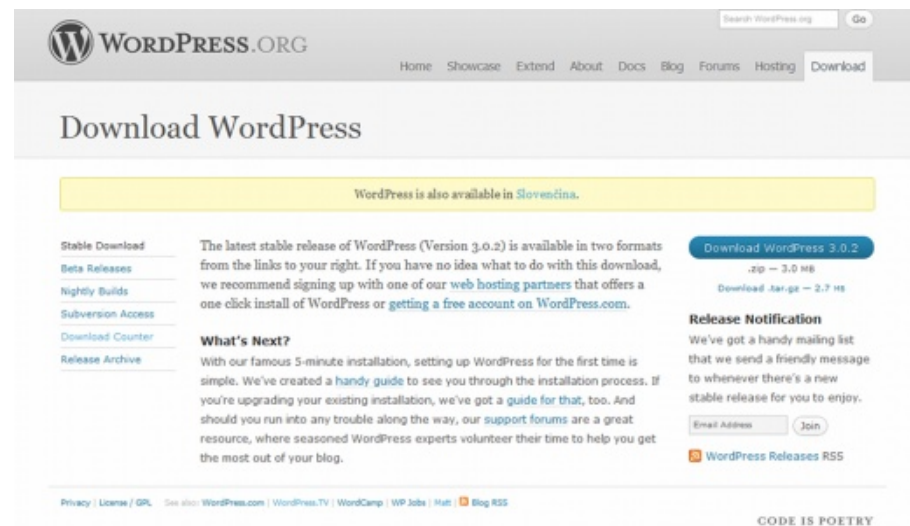 Search WordPress.org
Go
WORDPRESS.ORG
Home Showcase Extend About Docs Blog Forums Hosting Download
Download WordPress
WordPress is also available in Slovenčina.
Stable Download
Beta Releases
Nightly Builds
Subversion Access
Download Counter
Release Archive
The latest stable release of WordPress (Version 3.0.2) is available in two formats
from the links to your right. If you have no idea what to do with this download,
we recommend signing up with one of our web hosting partners that offers a
one click install of WordPress or getting a free account on WordPress.com.
What's Next?
With our famous 5-minute installation, setting up WordPress for the first time is
simple. We've created a handy guide to see you through the installation process. If
you're upgrading your existing installation, we've got a guide for that, too. And
should you run into any trouble along the way, our support forums are a great
resource, where seasoned WordPress experts volunteer their time to help you get
the most out of your blog.
Download WordPress 3.0.2
.zip — 3.0 MB
Download .tar.gz — 2.7 MB
Release Notification
We've got a handy mailing list
that we send a friendly message
to whenever there's a new
stable release for you to enjoy.
Email Address
Join
WordPress Releases RSS
Privacy | License / GPL See also: WordPress.com | WordPress.TV | WordCamp | WP Jobs | Matt | Blog RSS
CODE IS POETRY